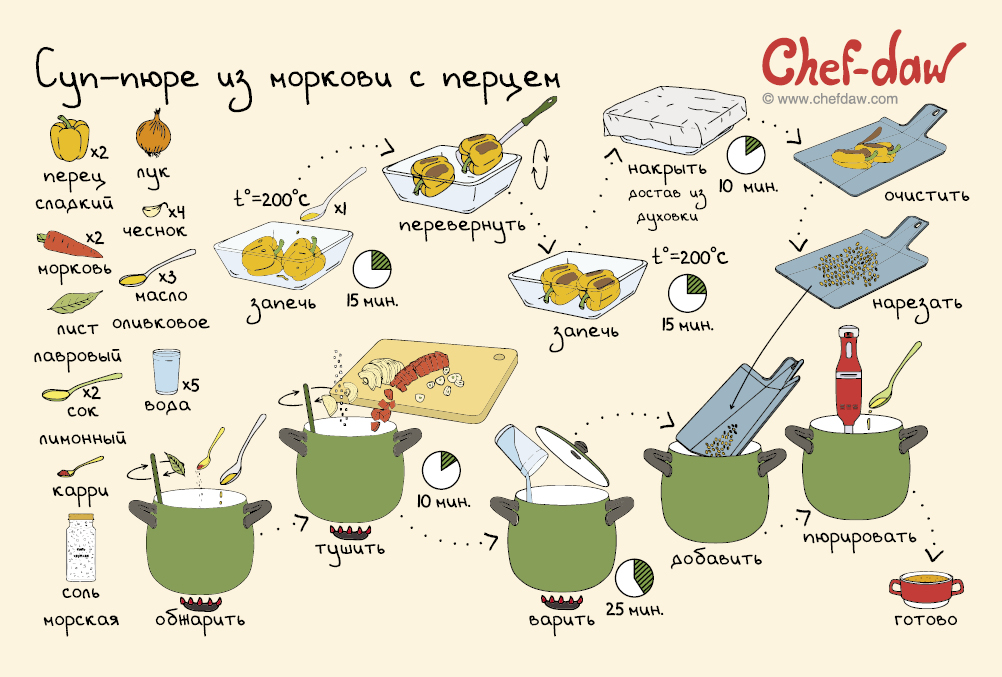 Суп-пюре из моркови с перцем
Chef-daw
© www.chefdaw.com
x2
перец
сладкий
лук
x4
чеснок
x2
морковь
x3
масло
оливковое
лист
лавровый
x5
вода
x2
сок
лимонный
карри
соль
морская
t°=200°c
x1
запечь
15 мин.
перевернуть
t°=200°c
запечь
15 мин.
накрыть
достав из
духовки
10 мин.
очистить
нарезать
обжарить
тушить
10 мин.
варить
25 мин.
добавить
пюрировать
готово